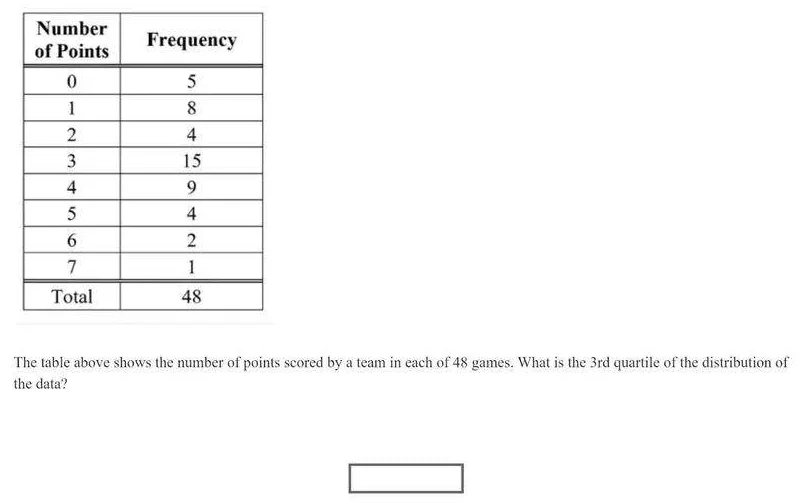 Number of Points Frequency
0 5
1 8
2 4
3 15
4 9
5 4
6 2
7 1
Total 48
The table above shows the number of points scored by a team in each of 48 games. What is the 3rd quartile of the distribution of
the data?